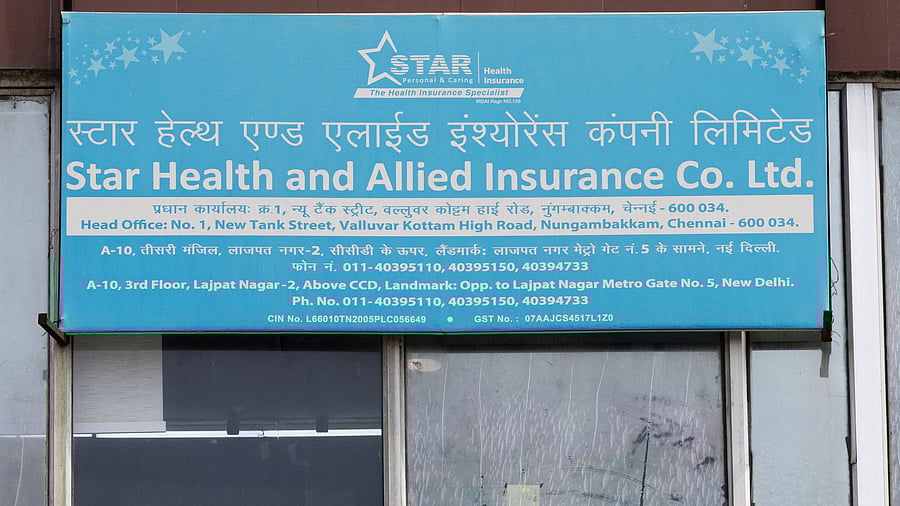 STAR Health
Personal & Caring Insurance
The Health Insurance Specialist
IRDAI Regn NO.129
स्टार हेल्थ एण्ड एलाईड इंश्योरेंस कंपनी लिमिटेड
Star Health and Allied Insurance Co. Ltd.
प्रधान कार्यालयः क्र.1, न्यू टैंक स्ट्रीट, वल्लुवर कोट्टम हाई रोड, नुंगम्बाक्कम, चेन्नई - 600 034.
Head Office: No. 1, New Tank Street, Valluvar Kottam High Road, Nungambakkam, Chennai - 600 034.
A-10, तीसरी मंजिल, लाजपत नगर-2, सीसीडी के ऊपर, लैंडमार्कः लाजपत नगर मेट्रो गेट नं. 5 के सामने, नई दिल्ली.
फोन नं. 011-40395110, 40395150, 40394733
A-10, 3rd Floor, Lajpat Nagar-2, Above CCD, Landmark: Opp. to Lajpat Nagar Metro Gate No. 5, New Delhi.
Ph. No. 011-40395110, 40395150, 40394733
CIN No. L66010TN2005PLC056649 • GST No. : 07AAJCS4517L1Z0